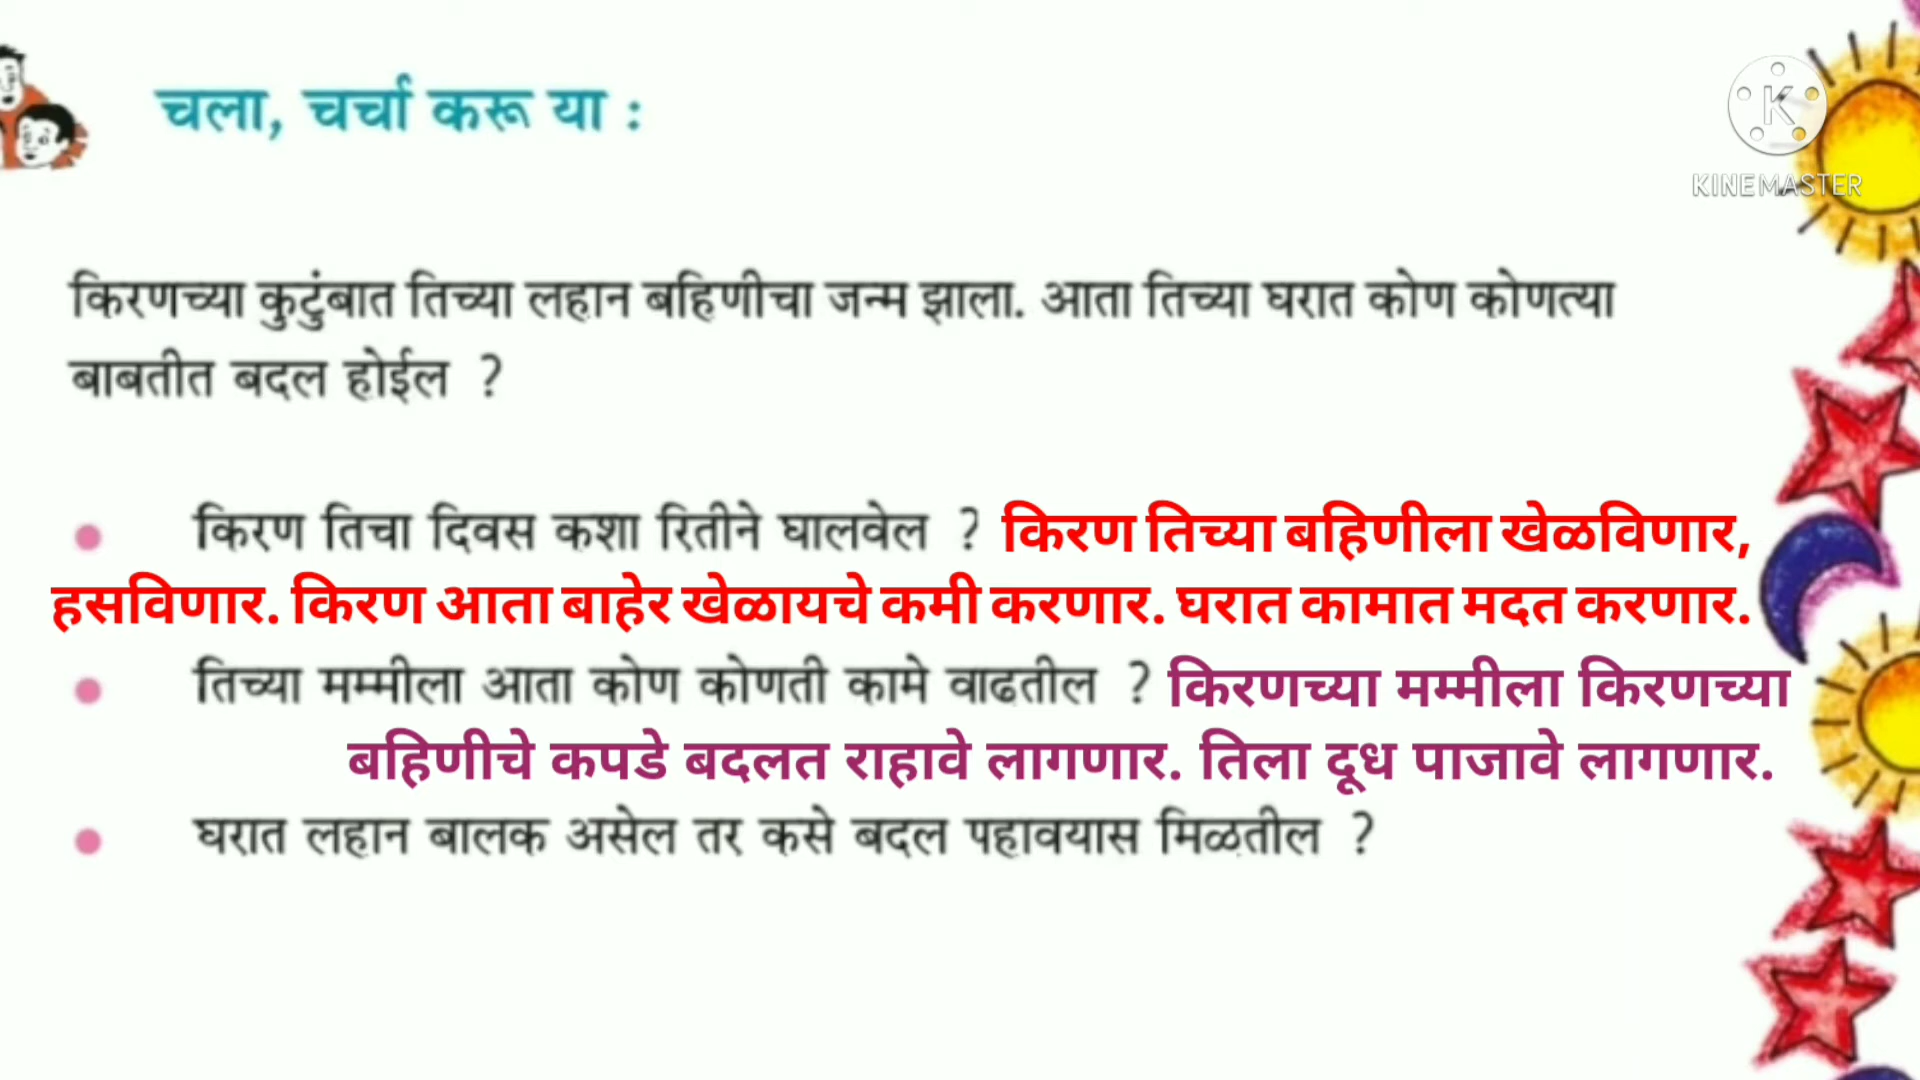 चला, चर्चा करू या :
KINEMASTER
किरणच्या कुटुंबात तिच्या लहान बहिणीचा जन्म झाला. आता तिच्या घरात कोण कोणत्या
बाबतीत बदल होईल ?
किरण तिचा दिवस कशा रितीने घालवेल ? किरण तिच्या बहिणीला खेळविणार,
हसविणार. किरण आता बाहेर खेळायचे कमी करणार. घरात कामात मदत करणार.
तिच्या मम्मीला आता कोण कोणती कामे वाढतील ? किरणच्या मम्मीला किरणच्या
बहिणीचे कपडे बदलत राहावे लागणार. तिला दूध पाजावे लागणार.
घरात लहान बालक असेल तर कसे बदल पहावयास मिळतील ?